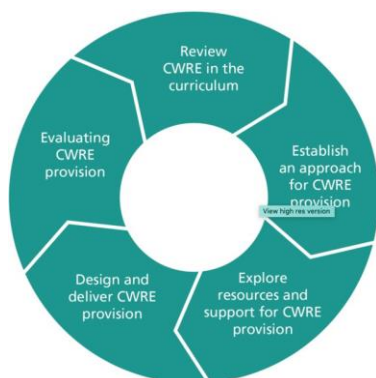 Review
CWRE in the
curriculum
Establish
an approach
for CWRE
provision
View high res version
Explore
resources and
support for CWRE
provision
Design and
deliver CWRE
provision
Evaluating
CWRE
provision